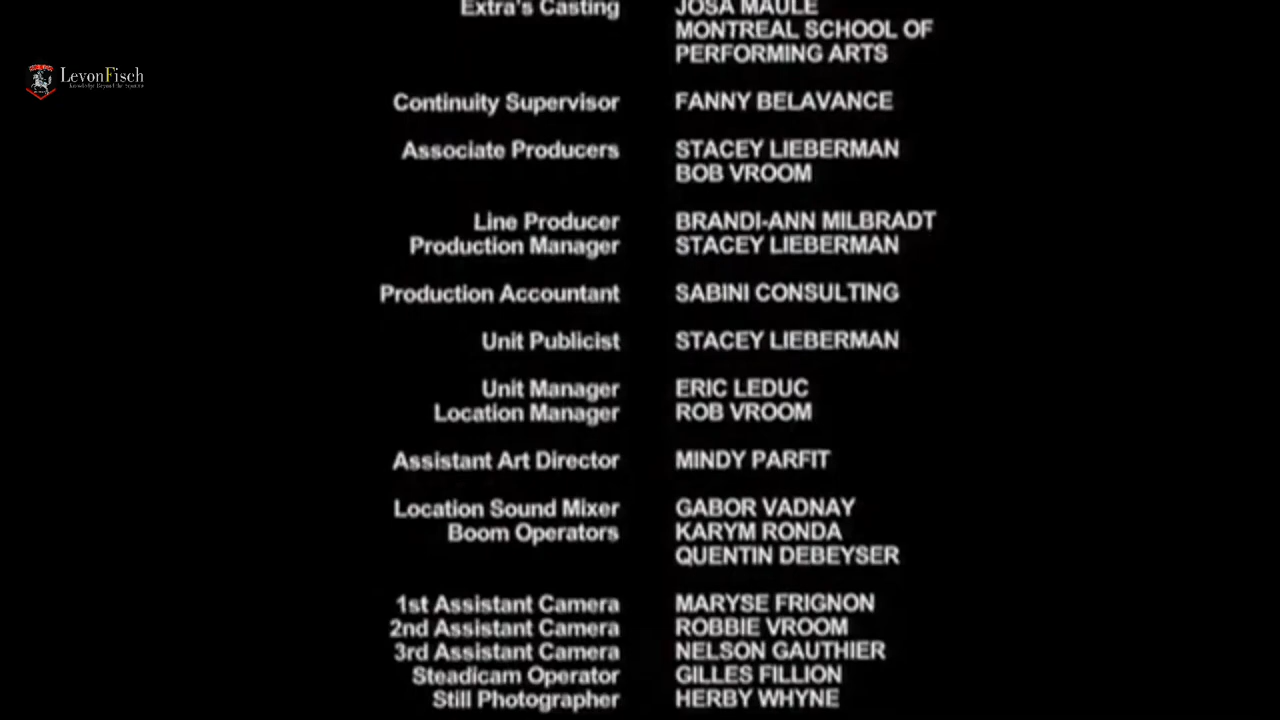 LevonFisch
Extra's Casting JOSA MAULE
MONTREAL SCHOOL OF
PERFORMING ARTS
Continuity Supervisor FANNY BELAVANCE
Associate Producers STACEY LIEBERMAN
BOB VROOM
Line Producer BRANDI-ANN MILBRADT
Production Manager STACEY LIEBERMAN
Production Accountant SABINI CONSULTING
Unit Publicist STACEY LIEBERMAN
Unit Manager ERIC LEDUC
Location Manager ROB VROOM
Assistant Art Director MINDY PARFIT
Location Sound Mixer GABOR VADNAY
Boom Operators KARYM RONDA
QUENTIN DEBEYSER
1st Assistant Camera MARYSE FRIGNON
2nd Assistant Camera ROBBIE VROOM
3rd Assistant Camera NELSON GAUTHIER
Steadicam Operator GILLES FILLION
Still Photographer HERBY WHYNE